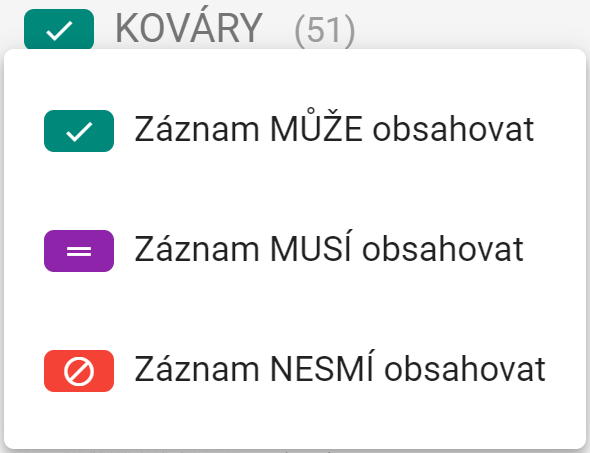 KOVÁRY (51)
Záznam MŮŽE obsahovat
Záznam MUSÍ obsahovat
Záznam NESMÍ obsahovat